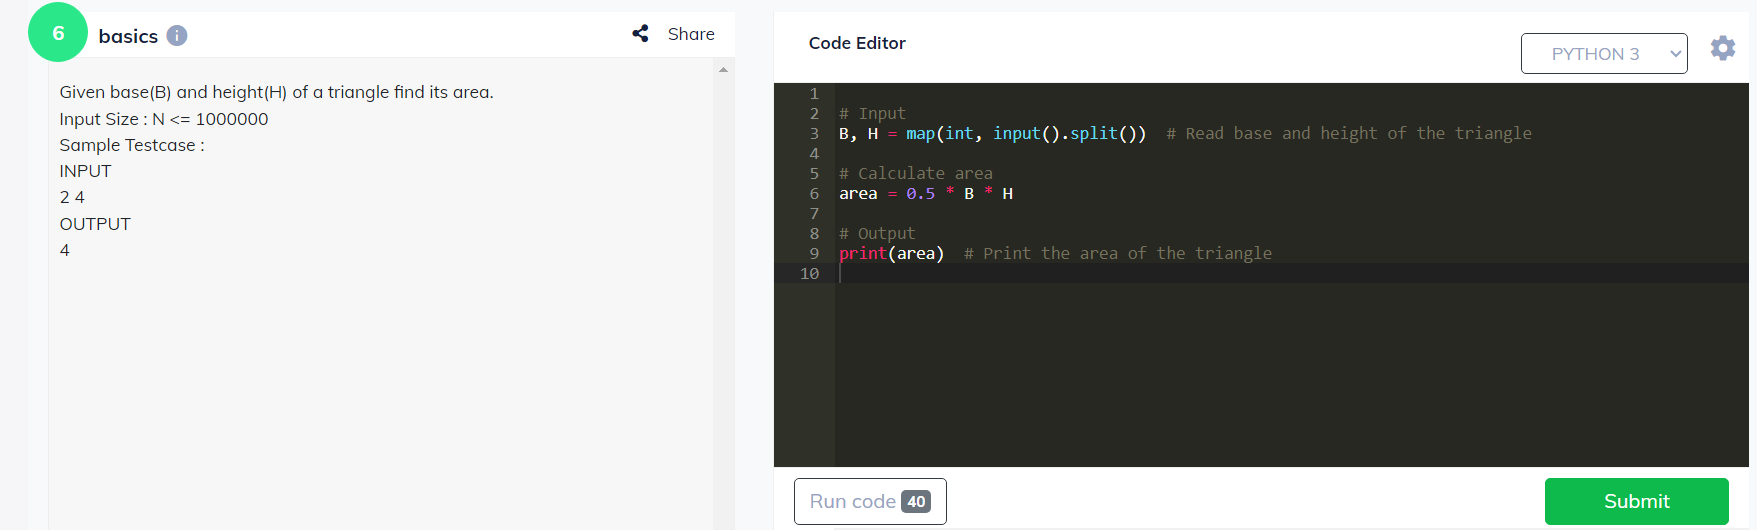 6
basics
i
Share
Given base(B) and height(H) of a triangle find its area.
Input Size : N <= 1000000
Sample Testcase :
INPUT
2 4
OUTPUT
4
Code Editor
PYTHON 3
1
2 # Input
3 B, H = map(int, input().split())  # Read base and height of the triangle
4
5 # Calculate area
6 area = 0.5 * B * H
7
8 # Output
9 print(area)  # Print the area of the triangle
10
Run code 40
Submit